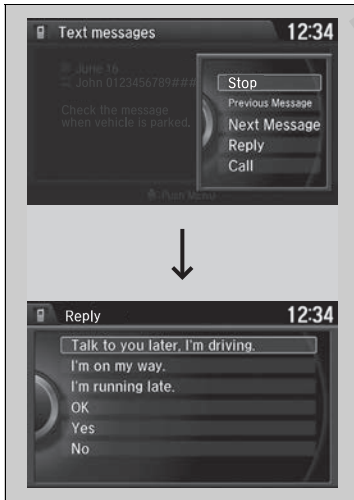 Text messages 12:34
June 16
John 0123456789###
Check the message
when vehicle is parked.
Stop
Previous Message
Next Message
Reply
Call
Push Menu
Reply 12:34
Talk to you later, I'm driving.
I'm on my way.
I'm running late.
OK
Yes
No